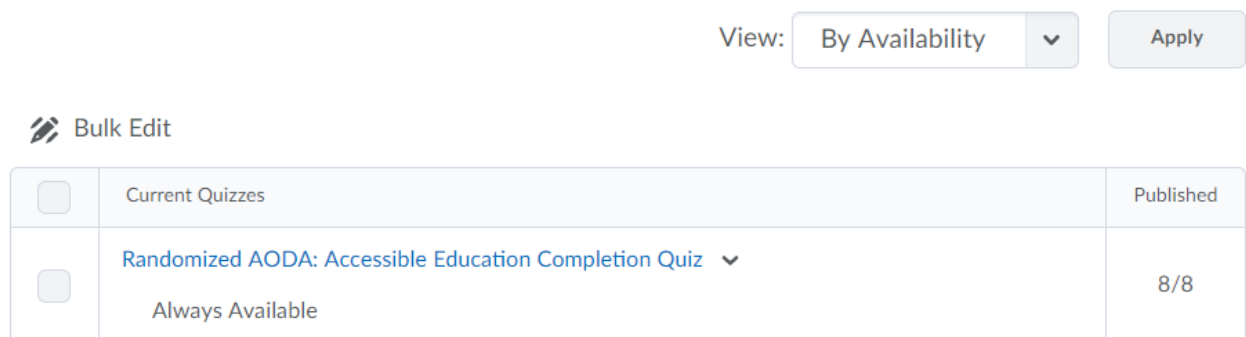 View: By Availability Apply
Bulk Edit
Current Quizzes Published
Randomized AODA: Accessible Education Completion Quiz
8/8
Always Available